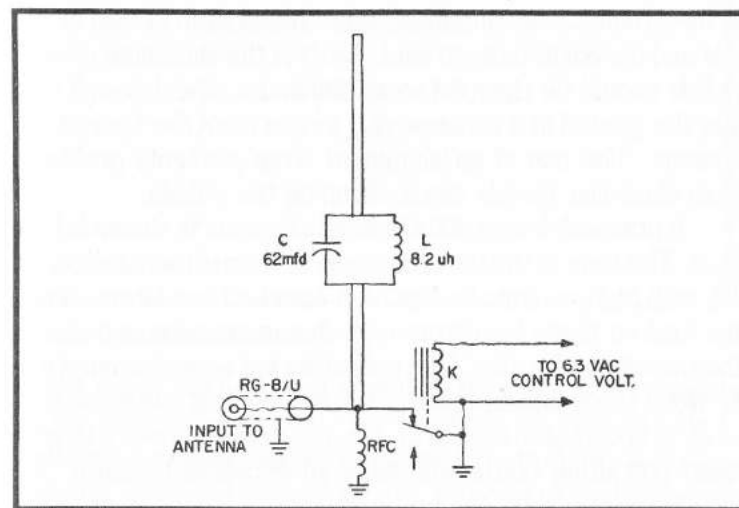 C
62mfd
L
8.2 uh
K
TO 6.3 VAC
CONTROL VOLT.
RG-8/U
INPUT TO
ANTENNA
RFC